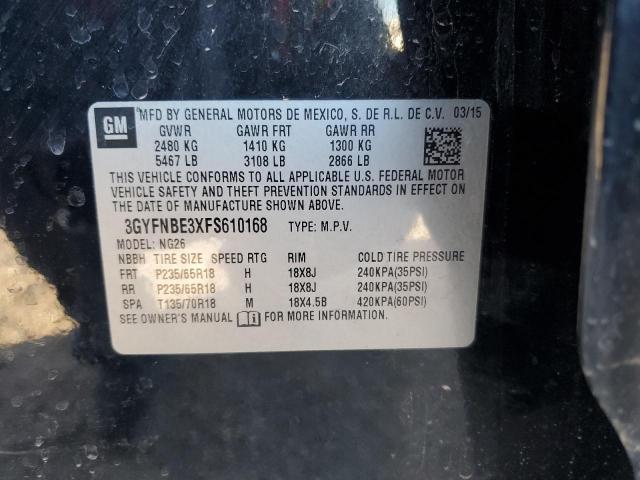 GM
MFD BY GENERAL MOTORS DE MEXICO, S. DE R.L. DE C.V. 03/15
GVWR GAWR FRT GAWR RR
2480 KG 1410 KG 1300 KG
5467 LB 3108 LB 2866 LB
THIS VEHICLE CONFORMS TO ALL APPLICABLE U.S. FEDERAL MOTOR
VEHICLE SAFETY AND THEFT PREVENTION STANDARDS IN EFFECT ON
THE DATE OF MANUFACTURE SHOWN ABOVE.
3GYFNBE3XFS610168 TYPE: M.P.V.
MODEL: NG26
NBBH TIRE SIZE SPEED RTG RIM COLD TIRE PRESSURE
FRT P235/65R18 H 18X8J 240KPA(35PSI)
RR P235/65R18 H 18X8J 240KPA(35PSI)
SPA T135/70R18 M 18X4.5B 420KPA(60PSI)
SEE OWNER'S MANUAL FOR MORE INFORMATION.